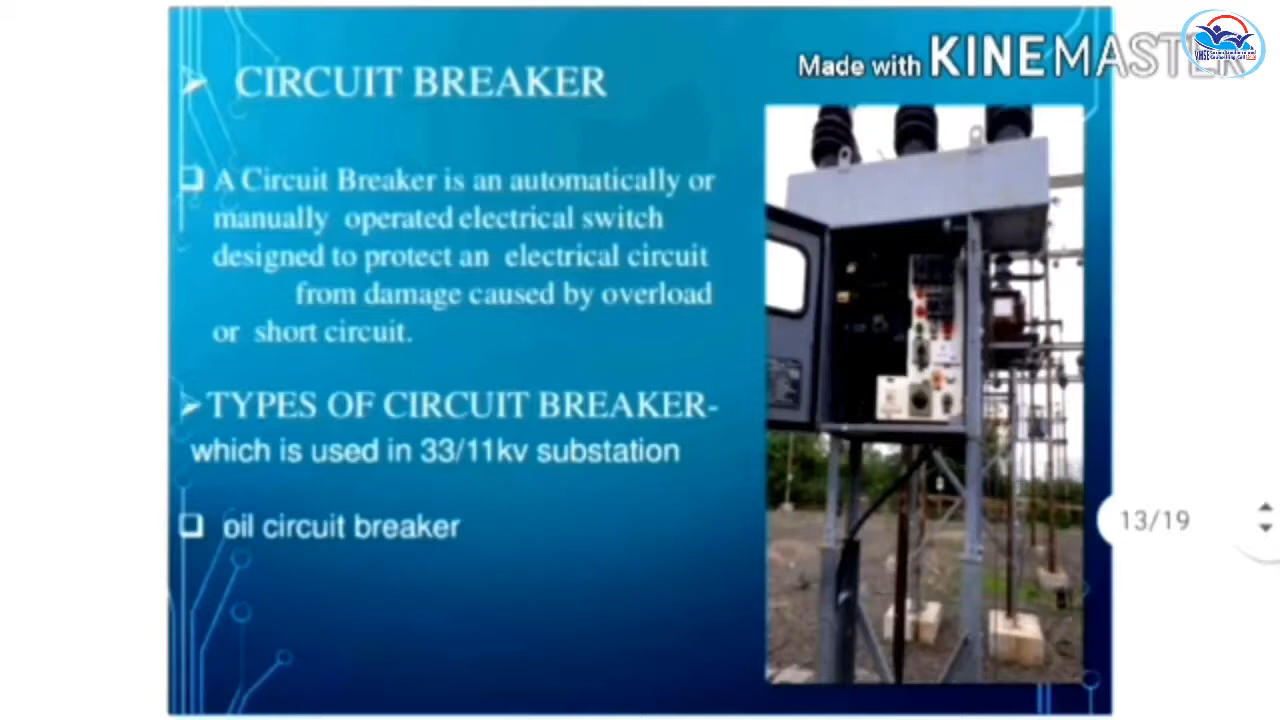 Made with KINEMASTER
CIRCUIT BREAKER
A Circuit Breaker is an automatically or
manually operated electrical switch
designed to protect an electrical circuit
from damage caused by overload
or short circuit.
TYPES OF CIRCUIT BREAKER-
which is used in 33/11kv substation
oil circuit breaker
13/19